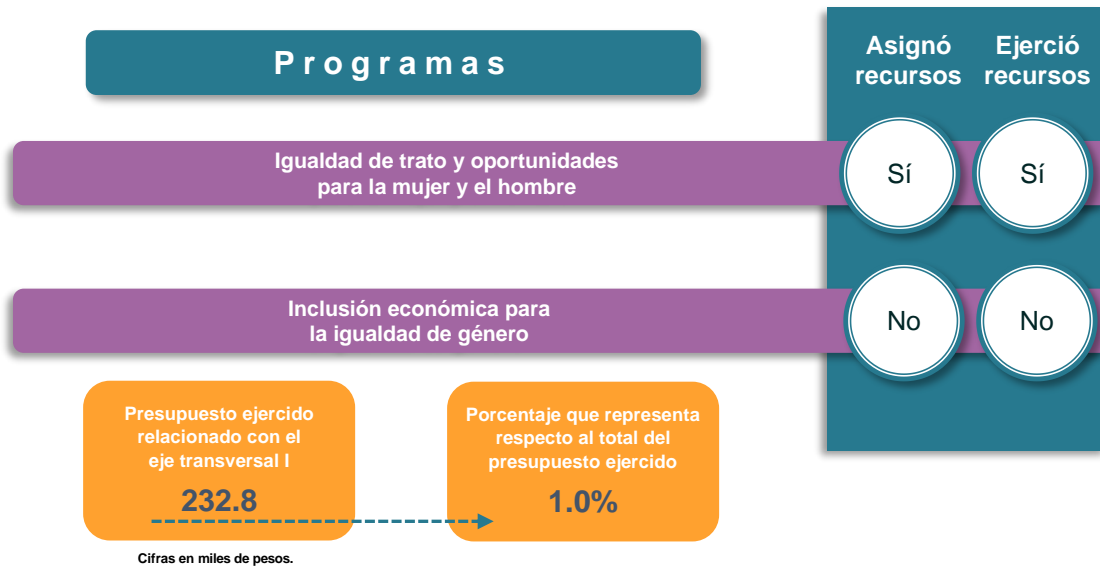 Programas
Asignó
recursos
Ejerció
recursos
Igualdad de trato y oportunidades
para la mujer y el hombre
Sí
Sí
Inclusión económica para
la igualdad de género
No
No
Presupuesto ejercido
relacionado con el
eje transversal I
232.8
Porcentaje que representa
respecto al total del
presupuesto ejercido
1.0%
Cifras en miles de pesos.